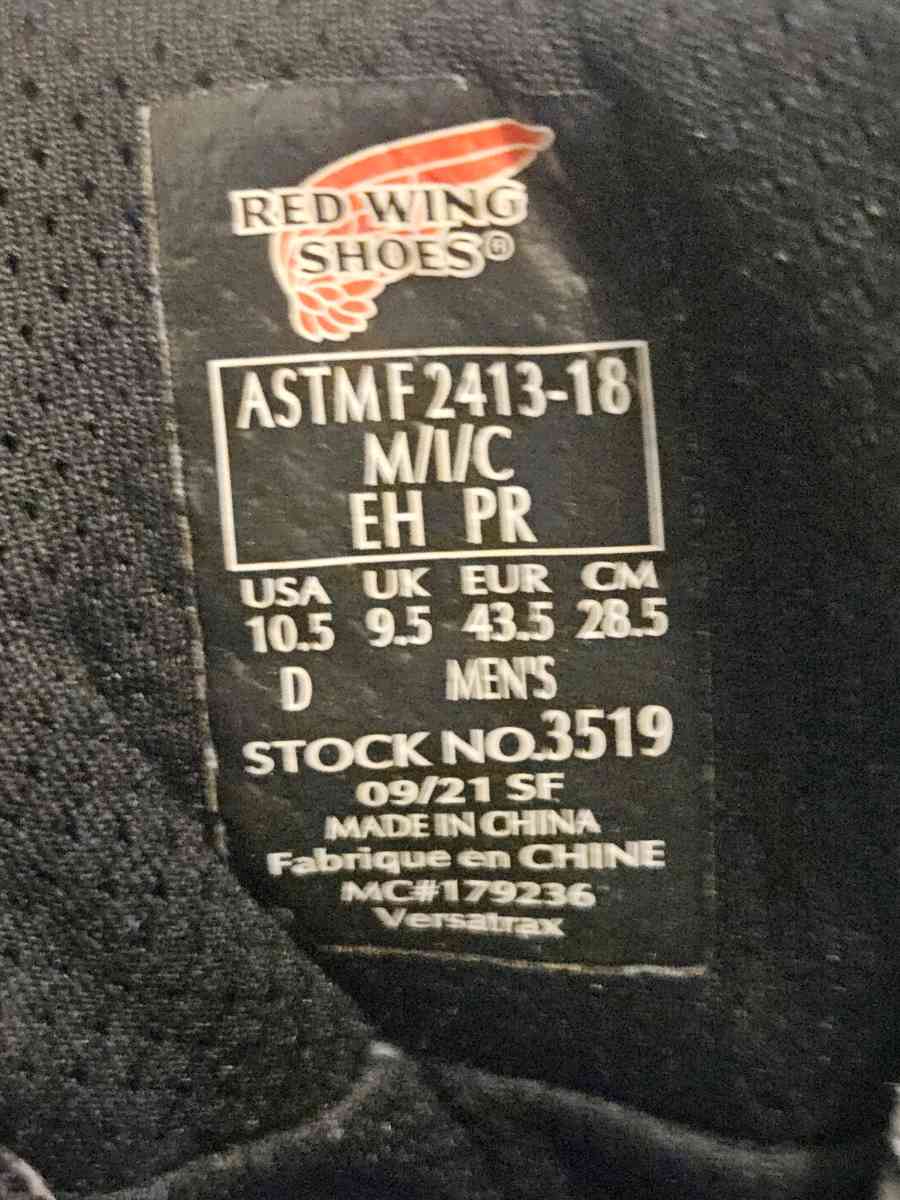 RED WING
SHOES®
ASTM F 2413-18
M/I/C
EH PR
USA UK EUR CM
10.5 9.5 43.5 28.5
D MEN'S
STOCK NO.3519
09/21 SF
MADE IN CHINA
Fabrique en CHINE
MC#179236
Versatrax